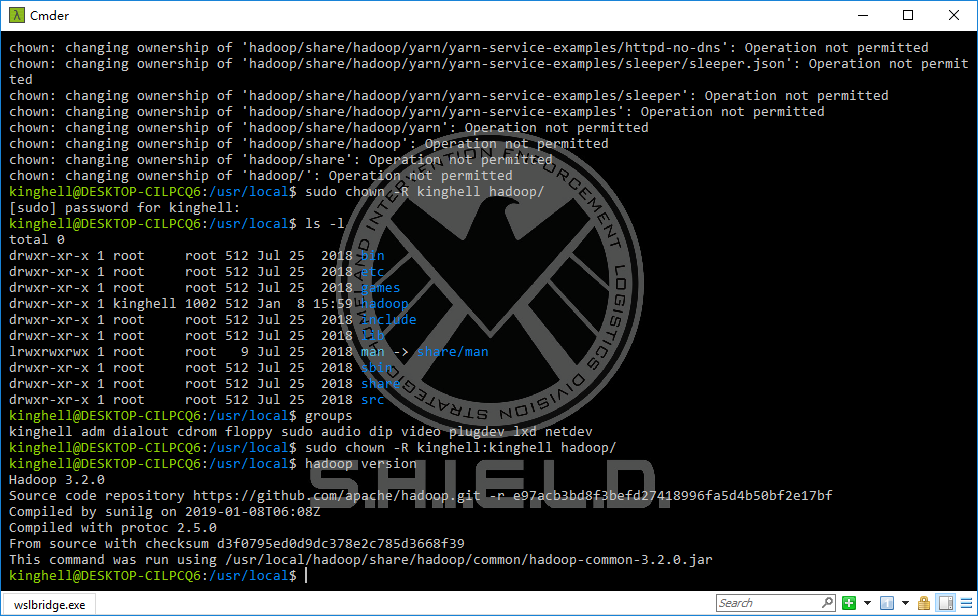 Cmder
chown: changing ownership of 'hadoop/share/hadoop/yarn/yarn-service-examples/httpd-no-dns': Operation not permitted
chown: changing ownership of 'hadoop/share/hadoop/yarn/yarn-service-examples/sleeper/sleeper.json': Operation not permit
ted
chown: changing ownership of 'hadoop/share/hadoop/yarn/yarn-service-examples/sleeper': Operation not permitted
chown: changing ownership of 'hadoop/share/hadoop/yarn/yarn-service-examples': Operation not permitted
chown: changing ownership of 'hadoop/share/hadoop/yarn': Operation not permitted
chown: changing ownership of 'hadoop/share/hadoop': Operation not permitted
chown: changing ownership of 'hadoop/share': Operation not permitted
chown: changing ownership of 'hadoop/': Operation not permitted
kinghell@DESKTOP-CILPCQ6:/usr/local$ sudo chown -R kinghell hadoop/
[sudo] password for kinghell:
kinghell@DESKTOP-CILPCQ6:/usr/local$ ls -l
total 0
drwxr-xr-x 1 root     root 512 Jul 25  2018 bin
drwxr-xr-x 1 root     root 512 Jul 25  2018 etc
drwxr-xr-x 1 root     root 512 Jul 25  2018 games
drwxr-xr-x 1 kinghell 1002 512 Jan  8 15:59 hadoop
drwxr-xr-x 1 root     root 512 Jul 25  2018 include
drwxr-xr-x 1 root     root 512 Jul 25  2018 lib
lrwxrwxrwx 1 root     root   9 Jul 25  2018 man -> share/man
drwxr-xr-x 1 root     root 512 Jul 25  2018 sbin
drwxr-xr-x 1 root     root 512 Jul 25  2018 share
drwxr-xr-x 1 root     root 512 Jul 25  2018 src
kinghell@DESKTOP-CILPCQ6:/usr/local$ groups
kinghell adm dialout cdrom floppy sudo audio dip video plugdev lxd netdev
kinghell@DESKTOP-CILPCQ6:/usr/local$ sudo chown -R kinghell:kinghell hadoop/
kinghell@DESKTOP-CILPCQ6:/usr/local$ hadoop version
Hadoop 3.2.0
Source code repository https://github.com/apache/hadoop.git -r e97acb3bd8f3befd27418996fa5d4b50bf2e17bf
Compiled by sunilg on 2019-01-08T06:08Z
Compiled with protoc 2.5.0
From source with checksum d3f0795ed0d9dc378e2c785d3668f39
This command was run using /usr/local/hadoop/share/hadoop/common/hadoop-common-3.2.0.jar
kinghell@DESKTOP-CILPCQ6:/usr/local$
INTERVENTION ENFORCEMENT LOGISTICS DIVISION STRATEGIC
AND
S.H.I.E.L.D.
wslbridge.exe
Search